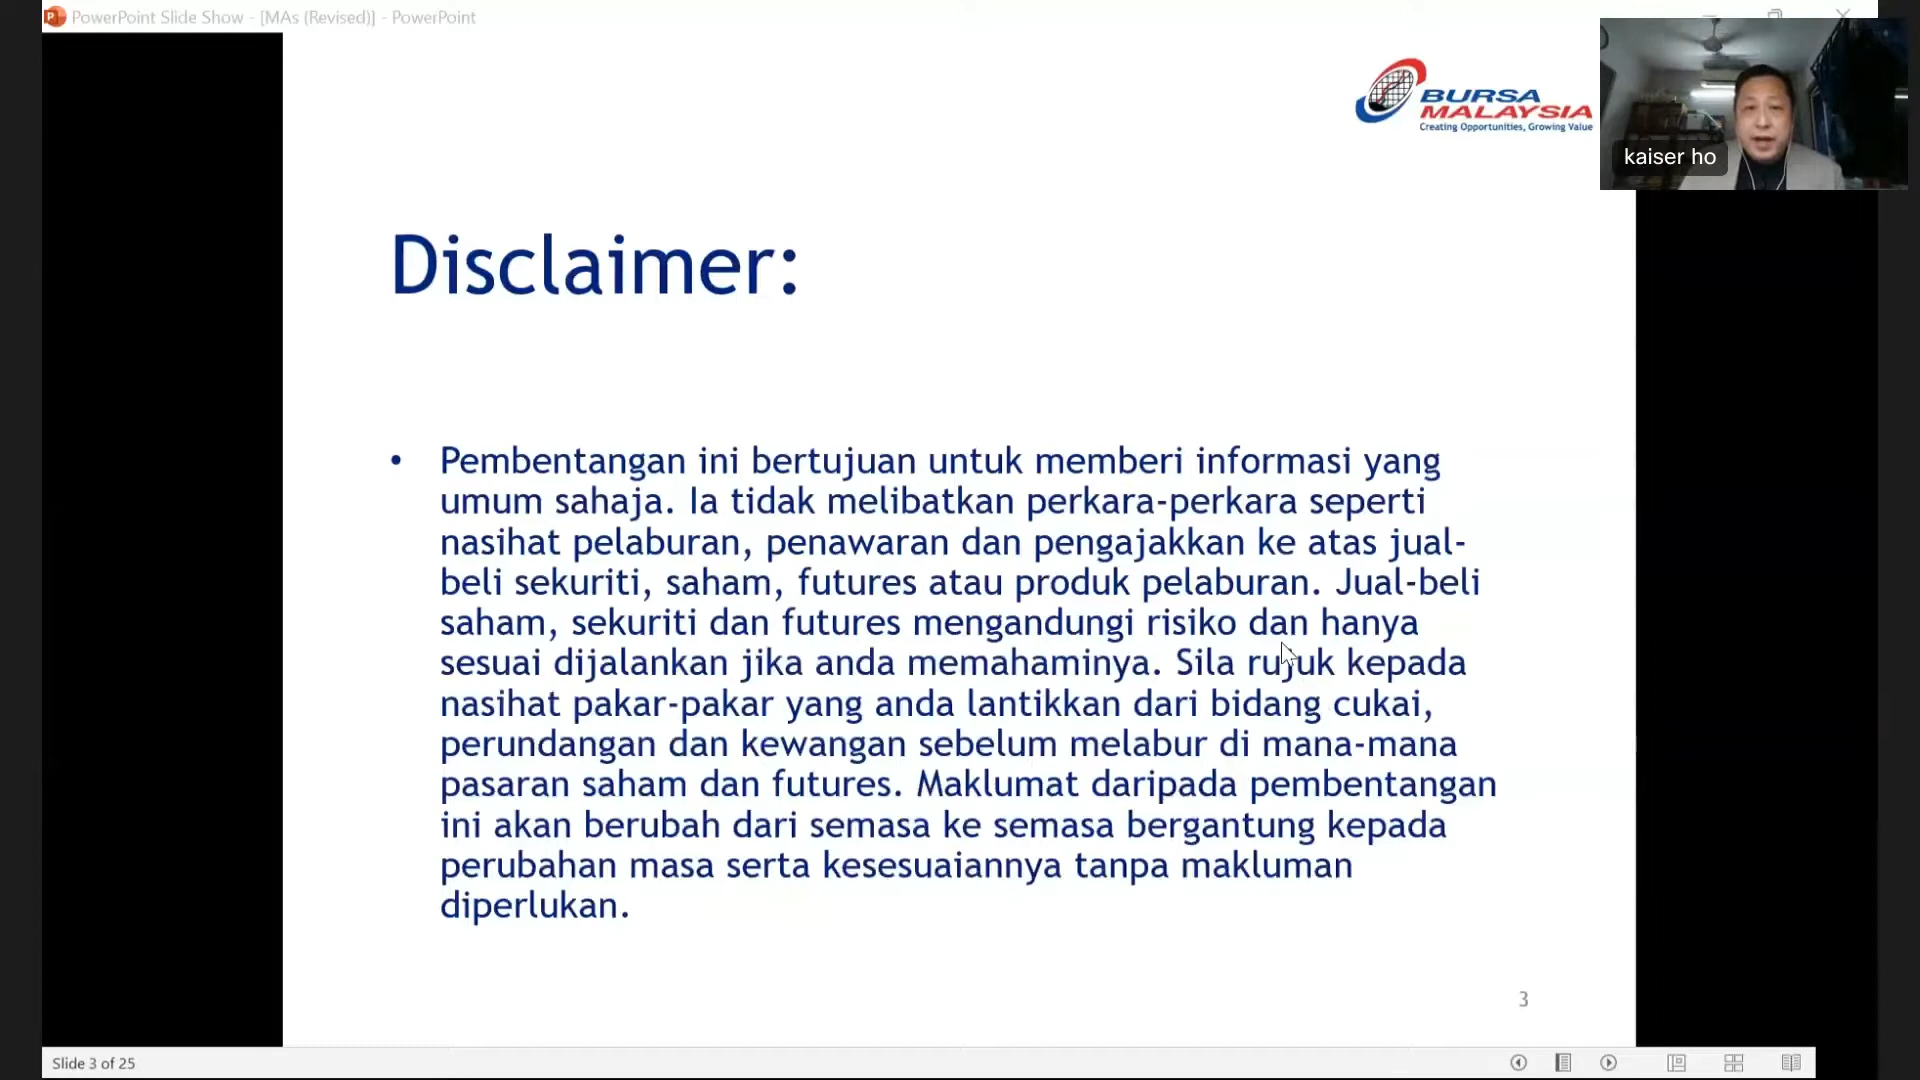 PowerPoint Slide Show - [MAs (Revised)] - PowerPoint
BURSA
MALAYSIA
Creating Opportunities, Growing Value
kaiser ho
Disclaimer:
• Pembentangan ini bertujuan untuk memberi informasi yang
umum sahaja. Ia tidak melibatkan perkara-perkara seperti
nasihat pelaburan, penawaran dan pengajakkan ke atas jual-
beli sekuriti, saham, futures atau produk pelaburan. Jual-beli
saham, sekuriti dan futures mengandungi risiko dan hanya
sesuai dijalankan jika anda memahaminya. Sila rujuk kepada
nasihat pakar-pakar yang anda lantikkan dari bidang cukai,
perundangan dan kewangan sebelum melabur di mana-mana
pasaran saham dan futures. Maklumat daripada pembentangan
ini akan berubah dari semasa ke semasa bergantung kepada
perubahan masa serta kesesuaiannya tanpa makluman
diperlukan.
3
Slide 3 of 25